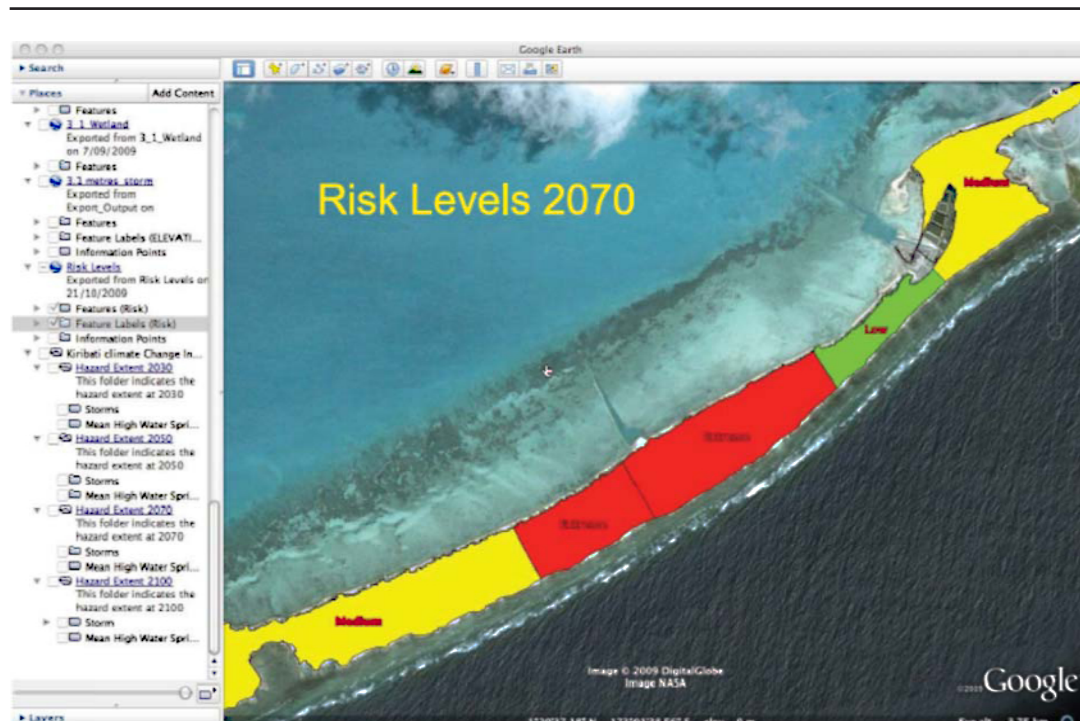 Google Earth
Search
Places
Add Content
Features
3_1_Wetland
Exported from 3_1_Wetland
on 7/09/2009
Features
3.1 metres_storm
Exported from
Export_Output on
Features
Feature Labels (ELEVATI...
Information Points
Risk Levels
Exported from Risk Levels on
21/10/2009
Features (Risk)
Feature Labels (Risk)
Information Points
Kiribati climate Change In...
Hazard Extent 2030
This folder indicates the
hazard extent at 2030
Storms
Mean High Water Spri...
Hazard Extent 2050
This folder indicates the
hazard extent at 2050
Storms
Mean High Water Spri...
Hazard Extent 2070
This folder indicates the
hazard extent at 2070
Storms
Mean High Water Spri...
Hazard Extent 2100
This folder indicates the
hazard extent at 2100
Storm
Mean High Water Spri...
Layers
Risk Levels 2070
Medium
Low
Extreme
Extreme
Medium
Image © 2009 DigitalGlobe
Image NASA
©2009 Google